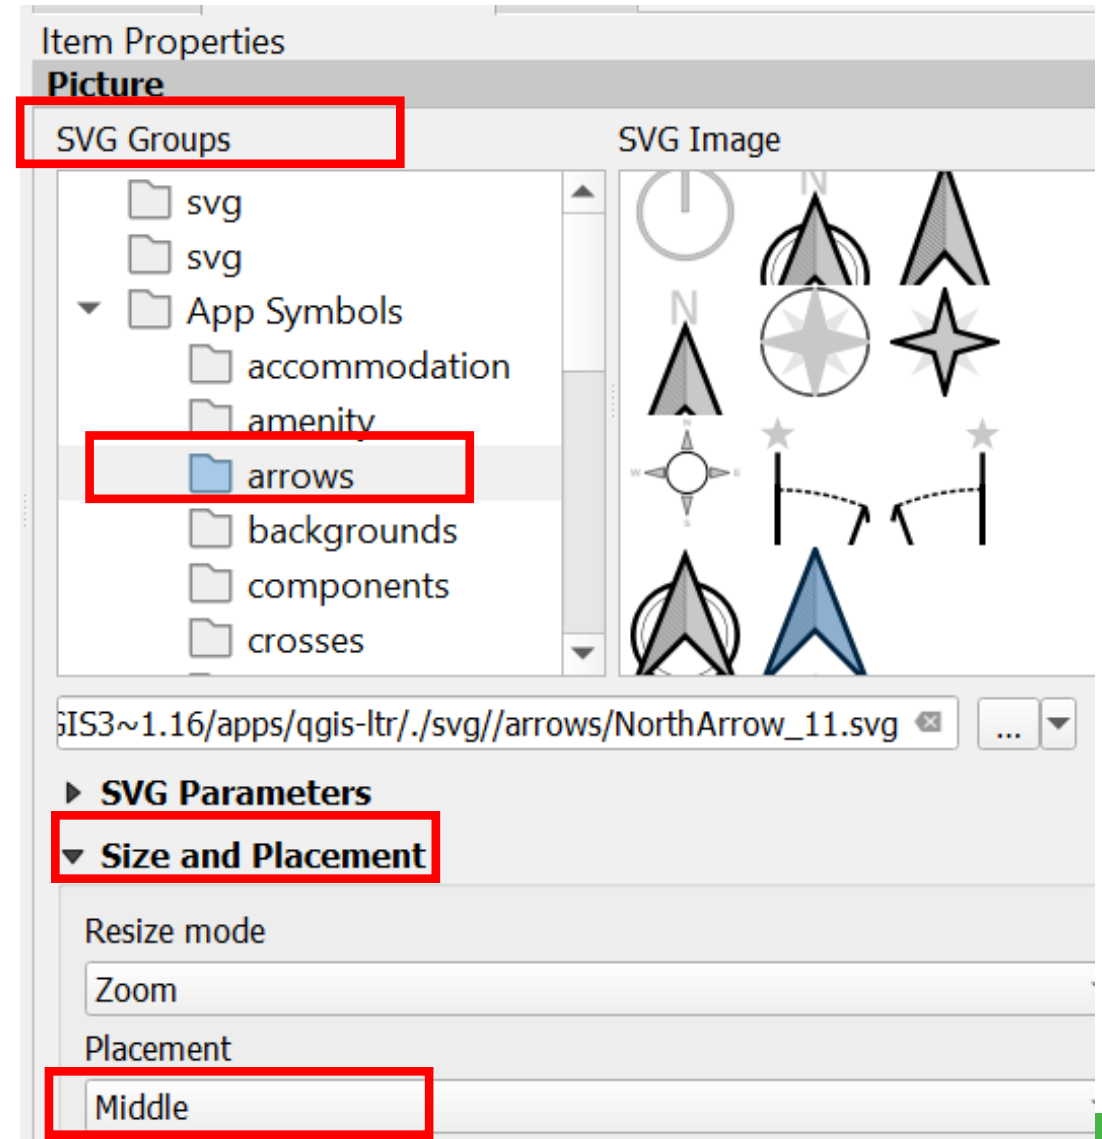 Item Properties
Picture
SVG Groups
SVG Image
svg
svg
App Symbols
accommodation
amenity
arrows
backgrounds
components
crosses
N
N
N
W
E
S
GIS3~1.16/apps/qgis-ltr/./svg//arrows/NorthArrow_11.svg
...
SVG Parameters
Size and Placement
Resize mode
Zoom
Placement
Middle